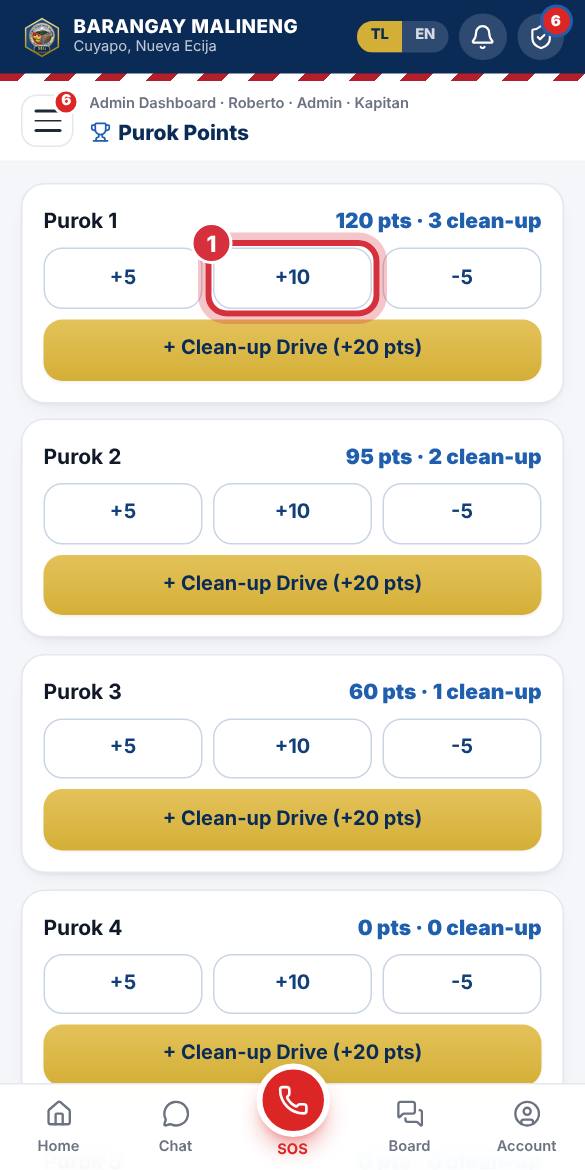 BARANGAY MALINENG
Cuyapo, Nueva Ecija
TL EN
6
6
Admin Dashboard · Roberto · Admin · Kapitan
Purok Points
Purok 1
120 pts · 3 clean-up
1
+5
+10
-5
+ Clean-up Drive (+20 pts)
Purok 2
95 pts · 2 clean-up
+5
+10
-5
+ Clean-up Drive (+20 pts)
Purok 3
60 pts · 1 clean-up
+5
+10
-5
+ Clean-up Drive (+20 pts)
Purok 4
0 pts · 0 clean-up
+5
+10
-5
+ Clean-up Drive (+20 pts)
Home
Chat
SOS
Board
Account